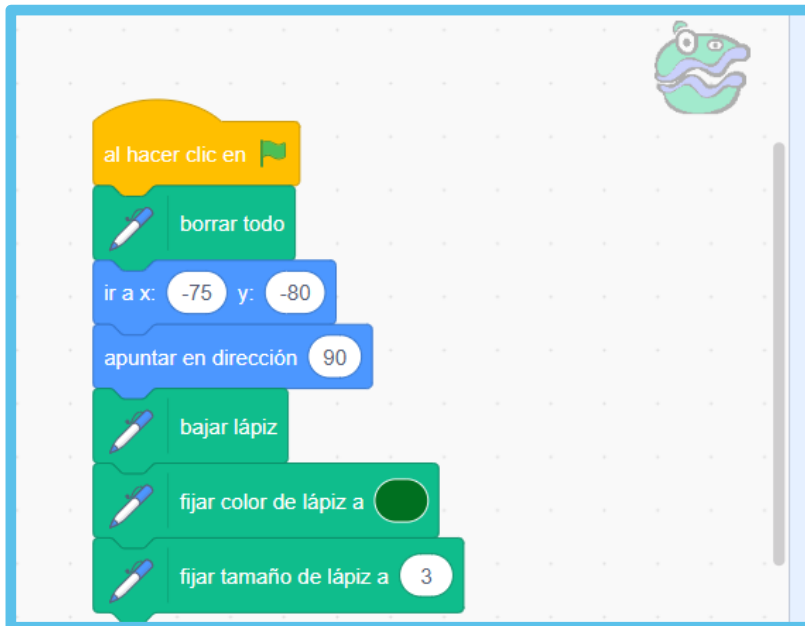 al hacer clic en
borrar todo
ir a x: -75 y: -80
apuntar en dirección 90
bajar lápiz
fijar color de lápiz a
fijar tamaño de lápiz a 3